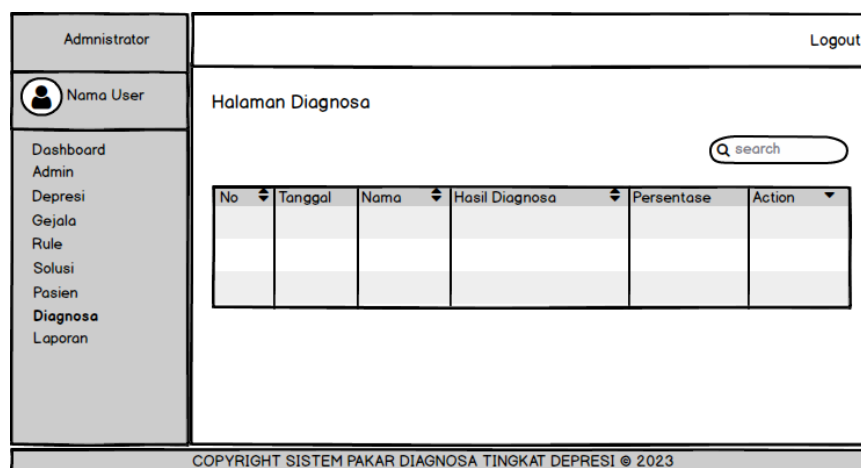 Admnistrator
Logout
Nama User
Halaman Diagnosa
search
Dashboard
Admin
Depresi
Gejala
Rule
Solusi
Pasien
Diagnosa
Laporan
No Tanggal Nama Hasil Diagnosa Persentase Action
COPYRIGHT SISTEM PAKAR DIAGNOSA TINGKAT DEPRESI © 2023